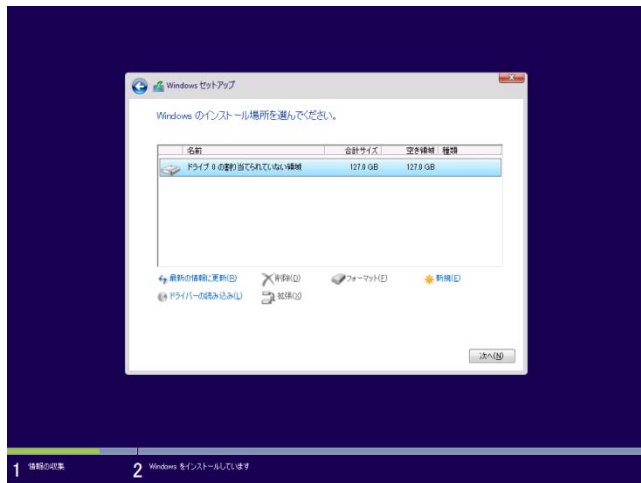 Windows セットアップ
Windows のインストール場所を選んでください。
名前 合計サイズ 空き領域 種類
ドライブ 0 の割り当てられていない領域 127.0 GB 127.0 GB
最新の情報に更新(R) 削除(D) フォーマット(F) 新規(E)
ドライバーの読み込み(L) 拡張(X)
次へ(N)
1 情報の収集 2 Windows をインストールしています